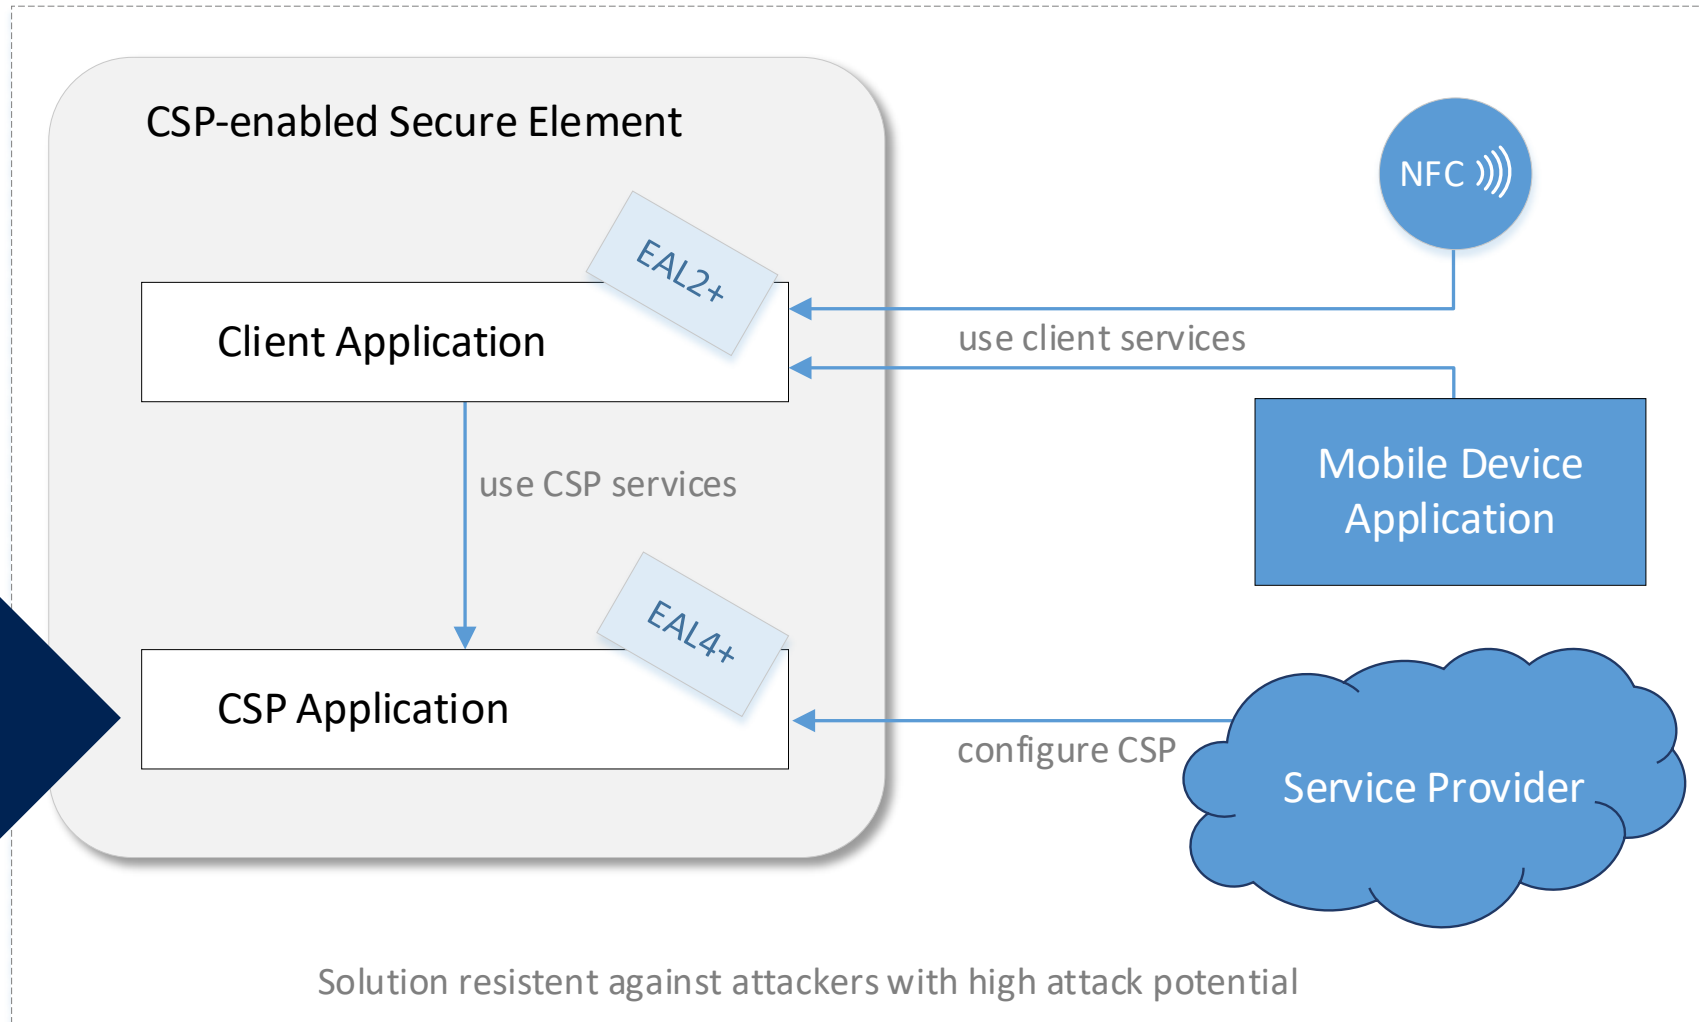 CSP-enabled Secure Element
NFC
EAL2+
Client Application
use client services
use CSP services
Mobile Device
Application
EAL4+
CSP Application
configure CSP
Service Provider
Solution resistent against attackers with high attack potential